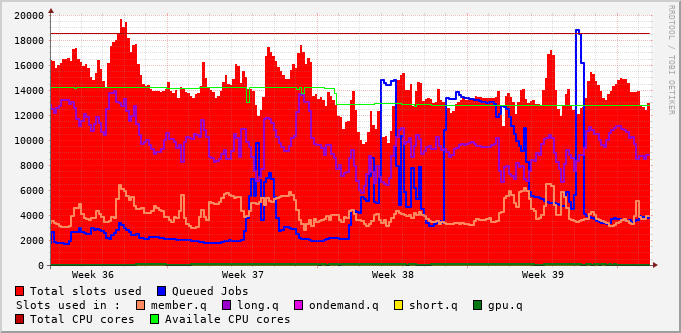 20000
18000
16000
14000
12000
10000
8000
6000
4000
2000
0
Week 36 Week 37 Week 38 Week 39
Total slots used Queued Jobs
Slots used in : member.q long.q ondemand.q short.q gpu.q
Total CPU cores Availale CPU cores
RRDTOOL / TOBI OETIKER